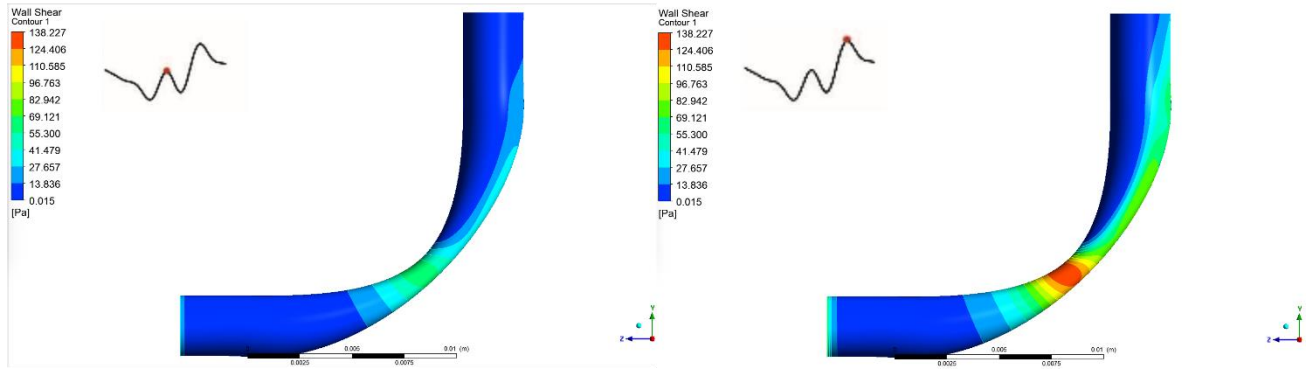 Wall Shear
Contour 1
138.227
124.406
110.585
96.763
82.942
69.121
55.300
41.479
27.657
13.836
0.015
[Pa]
0.005
0.01 (m)
0.0025
0.0075
Y
Z
Wall Shear
Contour 1
138.227
124.406
110.585
96.763
82.942
69.121
55.300
41.479
27.657
13.836
0.015
[Pa]
0.005
0.01 (m)
0.0025
0.0075
Y
Z